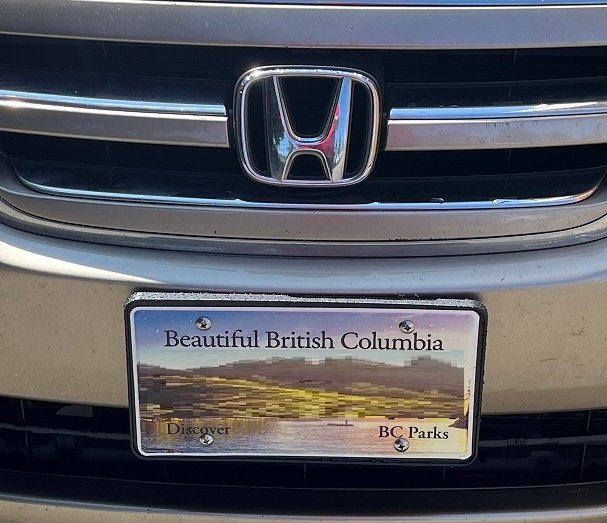 Beautiful British Columbia
Discover BC Parks